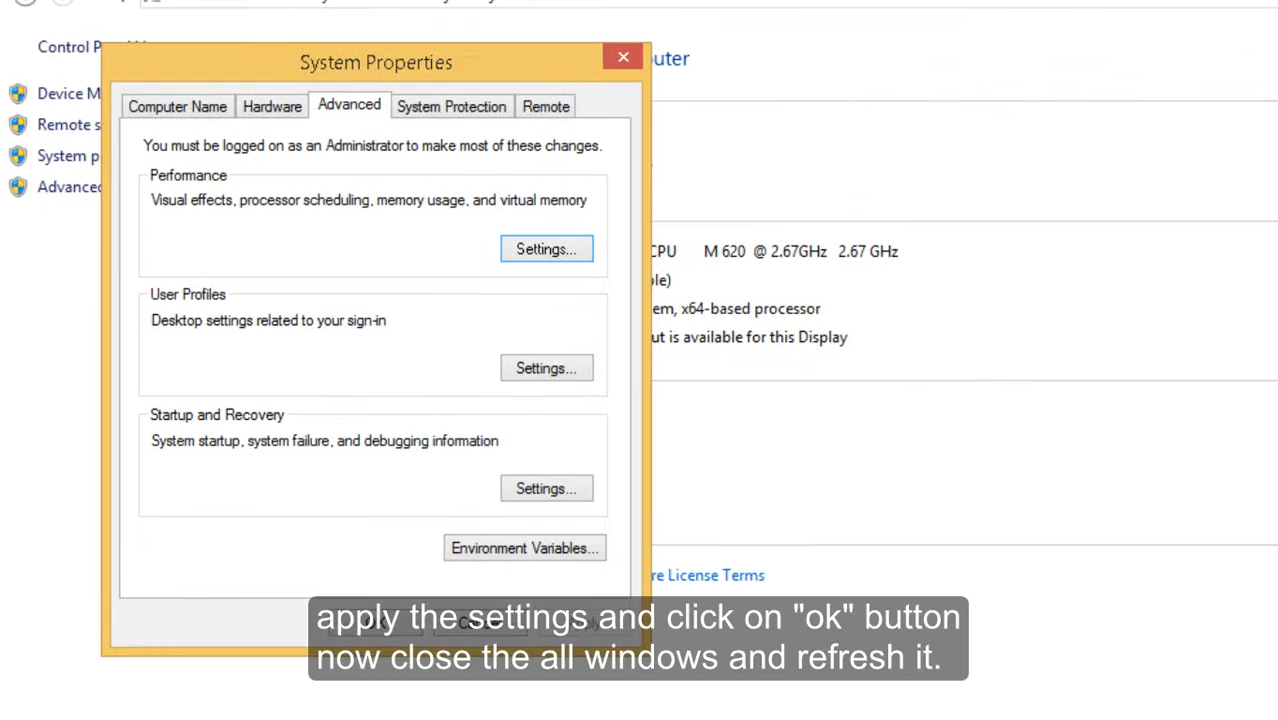 Control P
uter
System Properties
Device M
Computer Name
Hardware
Advanced
System Protection
Remote
Remote s
You must be logged on as an Administrator to make most of these changes.
System p
Performance
Advanced
Visual effects, processor scheduling, memory usage, and virtual memory
Settings...
CPU M 620 @ 2.67GHz 2.67 GHz
ble)
User Profiles
em, x64-based processor
Desktop settings related to your sign-in
ut is available for this Display
Settings...
Startup and Recovery
System startup, system failure, and debugging information
Settings...
Environment Variables...
re License Terms
apply the settings and click on "ok" button
now close the all windows and refresh it.